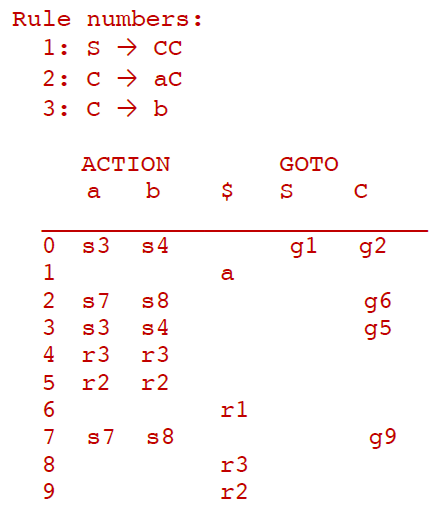 Rule numbers:
1: S → CC
2: C → aC
3: C → b
ACTION GOTO
a b $ S C
0 s3 s4 g1 g2
1 a
2 s7 s8 g6
3 s3 s4 g5
4 r3 r3
5 r2 r2
6 r1
7 s7 s8 g9
8 r3
9 r2